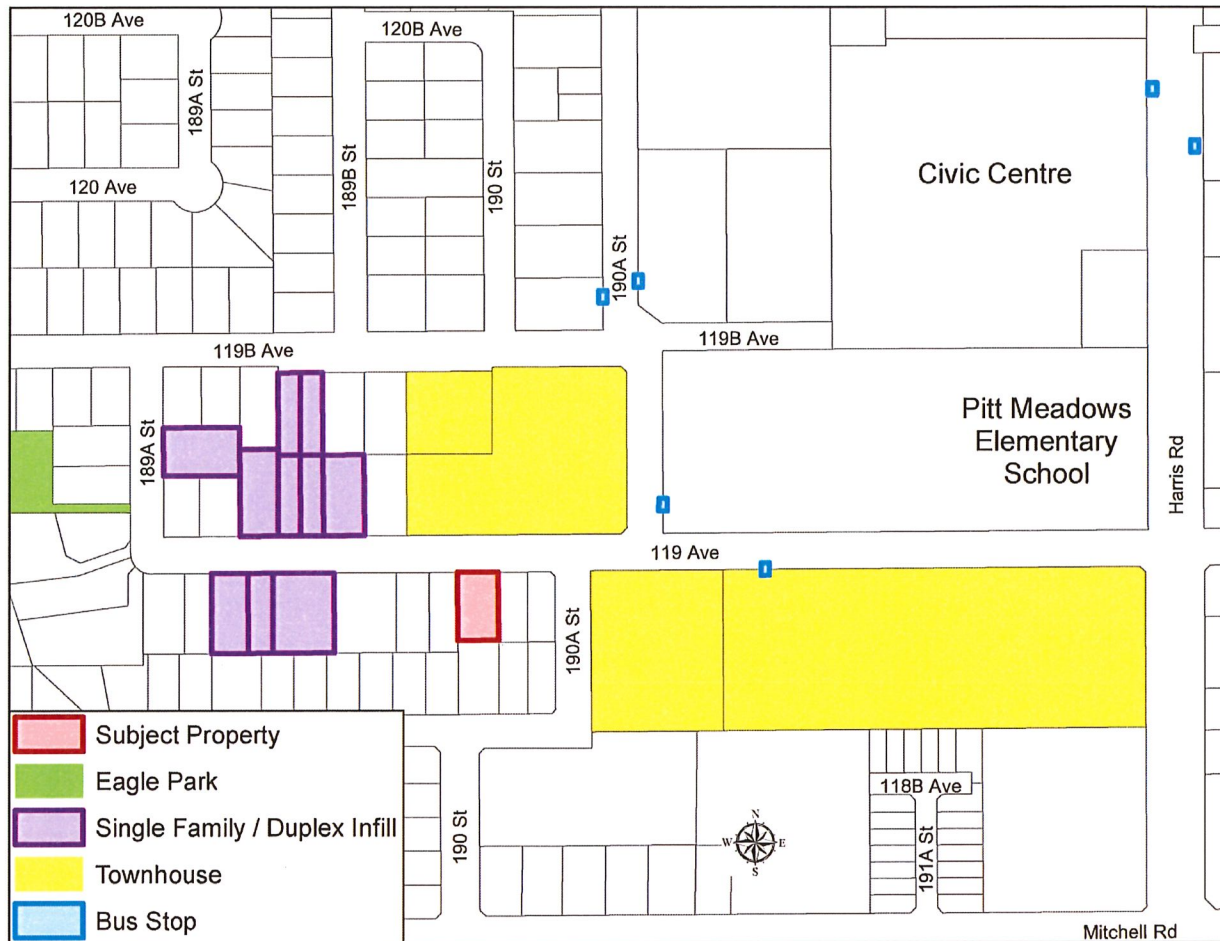 120B Ave
120B Ave
189A St
189B St
190 St
120 Ave
Civic Centre
190A St
119B Ave
119B Ave
189A St
Pitt Meadows
Elementary
School
Harris Rd
119 Ave
190A St
Subject Property
Eagle Park
Single Family / Duplex Infill
Townhouse
Bus Stop
190 St
N
W
E
S
118B Ave
191A St
Mitchell Rd